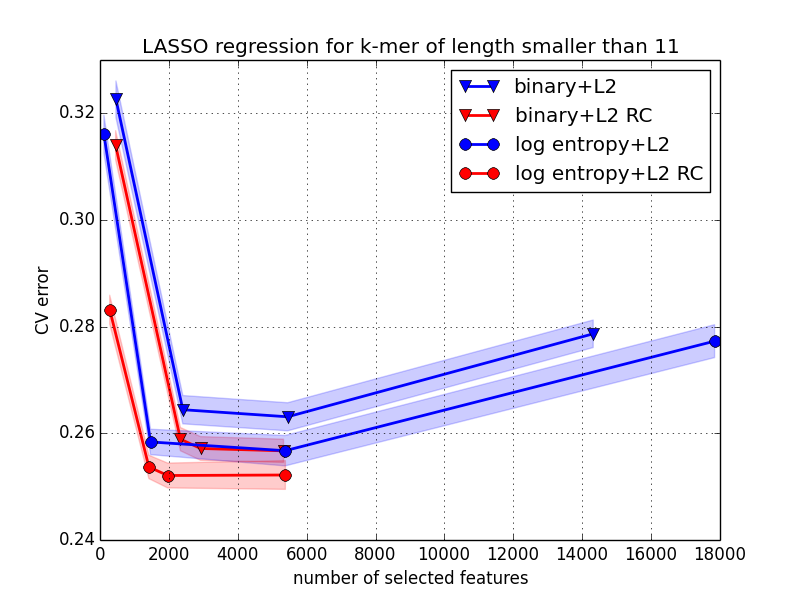 LASSO regression for k-mer of length smaller than 11
binary+L2
binary+L2 RC
log entropy+L2
log entropy+L2 RC
CV error
0.32
0.30
0.28
0.26
0.24
0 2000 4000 6000 8000 10000 12000 14000 16000 18000
number of selected features